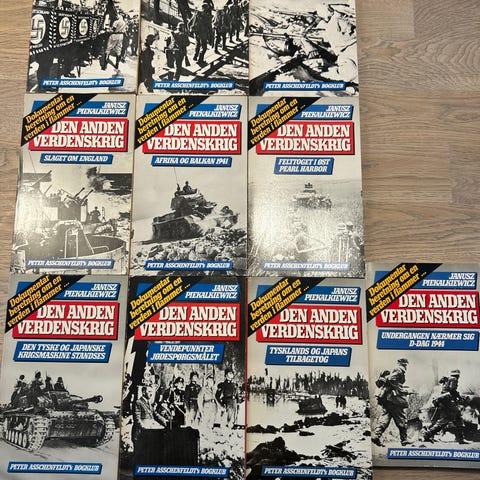 PETER ASSCHENFELDT's BOGKLUB
PETER ASSCHENFELDT's BOGKLUB
PETER ASSCHENFELDT's BOGKLUB
Dokumentar
beretning om en
verden i flammer ...
JANUSZ
PIEKALKIEWICZ
DEN ANDEN
VERDENSKRIG
SLAGET OM ENGLAND
PETER ASSCHENFELDT's BOGKLUB
Dokumentar
beretning om en
verden i flammer ...
JANUSZ
PIEKALKIEWICZ
DEN ANDEN
VERDENSKRIG
AFRIKA OG BALKAN 1941
PETER ASSCHENFELDT's BOGKLUB
Dokumentar
beretning om en
verden i flammer ...
JANUSZ
PIEKALKIEWICZ
DEN ANDEN
VERDENSKRIG
FELTTOGET I ØST
PEARL HARBOR
PETER ASSCHENFELDT's BOGKLUB
Dokumentar
beretning om en
verden i flammer ...
JANUSZ
PIEKALKIEWICZ
DEN ANDEN
VERDENSKRIG
DEN TYSKE OG JAPANSKE
KRIGSMASKINE STANDSES
PETER ASSCHENFELDT's BOGKLUB
Dokumentar
beretning om en
verden i flammer ...
JANUSZ
PIEKALKIEWICZ
DEN ANDEN
VERDENSKRIG
VENDEPUNKTER
JØDESPØRGSMÅLET
PETER ASSCHENFELDT's BOGKLUB
Dokumentar
beretning om en
verden i flammer ...
JANUSZ
PIEKALKIEWICZ
DEN ANDEN
VERDENSKRIG
TYSKLANDS OG JAPANS
TILBAGETOG
PETER ASSCHENFELDT's BOGKLUB
Dokumentar
beretning om en
verden i flammer ...
JANUSZ
PIEKALKIEWICZ
DEN ANDEN
VERDENSKRIG
UNDERGANGEN NÆRMER SIG
D-DAG 1944
PETER ASSCHENFELDT's BOGKLUB